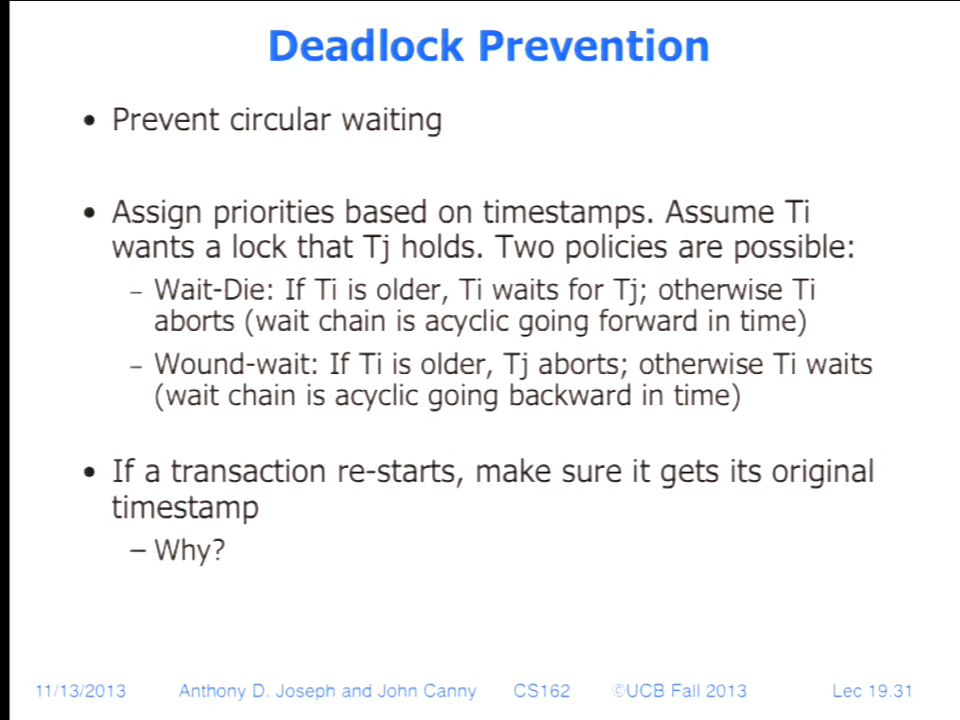 Deadlock Prevention
• Prevent circular waiting
• Assign priorities based on timestamps. Assume Ti
wants a lock that Tj holds. Two policies are possible:
– Wait-Die: If Ti is older, Ti waits for Tj; otherwise Ti
aborts (wait chain is acyclic going forward in time)
– Wound-wait: If Ti is older, Tj aborts; otherwise Ti waits
(wait chain is acyclic going backward in time)
• If a transaction re-starts, make sure it gets its original
timestamp
– Why?
11/13/2013 Anthony D. Joseph and John Canny CS162 ©UCB Fall 2013 Lec 19.31